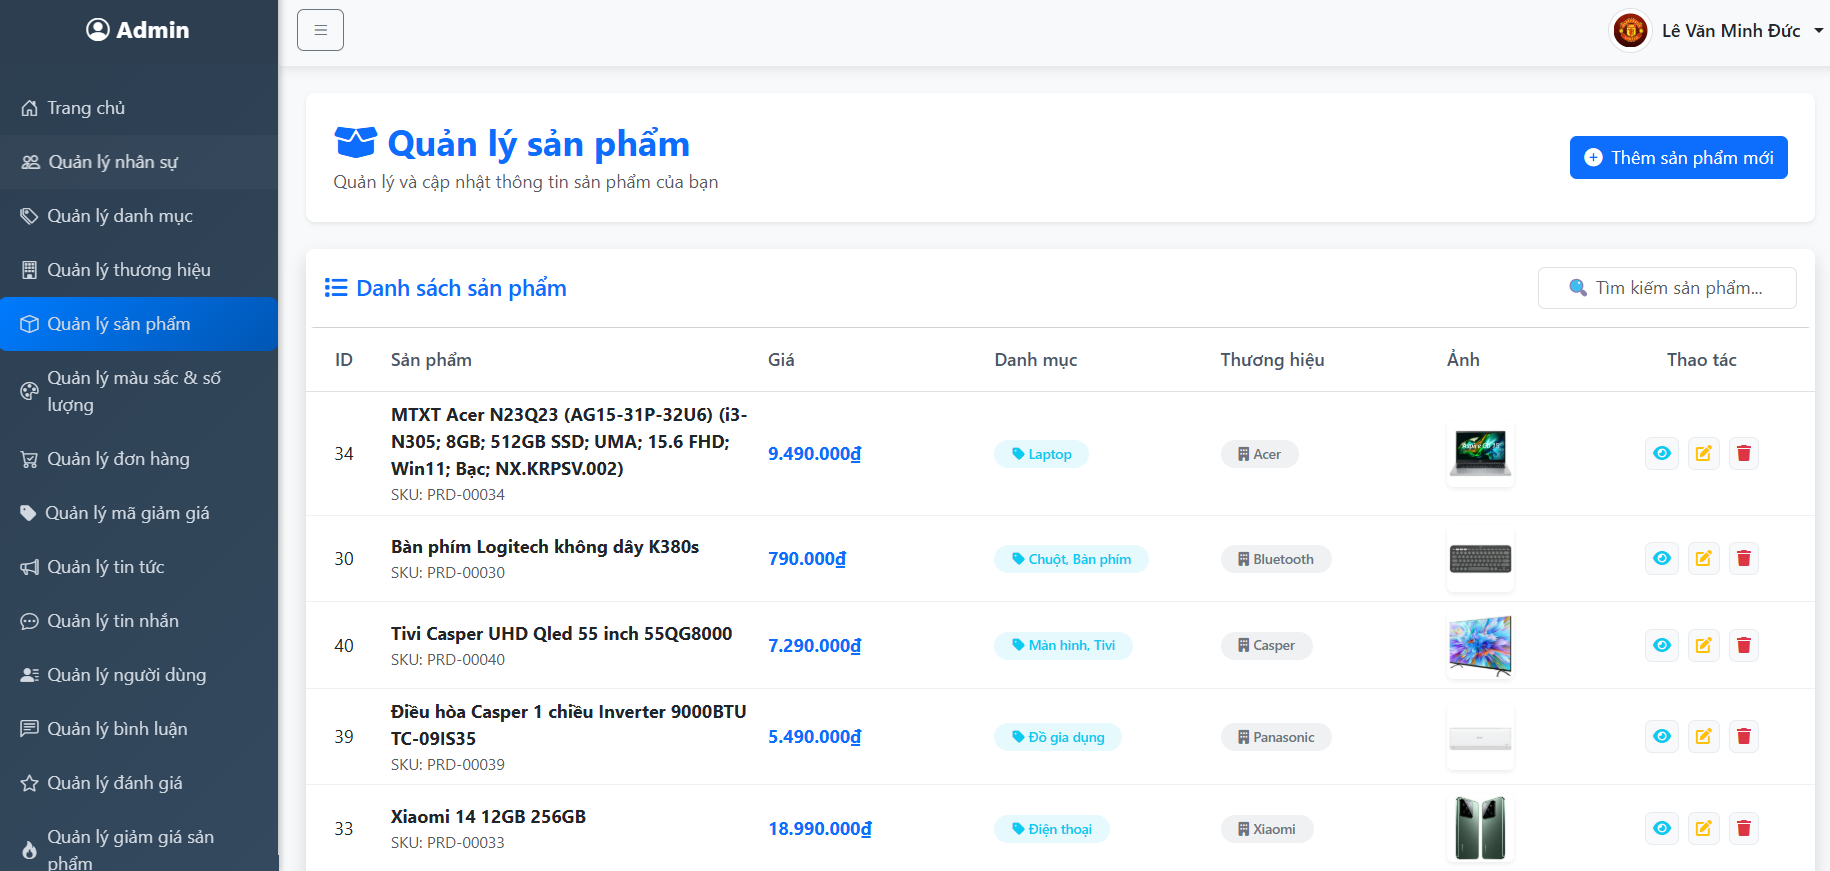 Admin
Lê Văn Minh Đức
Trang chủ
Quản lý nhân sự
Quản lý danh mục
Quản lý thương hiệu
Quản lý sản phẩm
Quản lý màu sắc & số
lượng
Quản lý đơn hàng
Quản lý mã giảm giá
Quản lý tin tức
Quản lý tin nhắn
Quản lý người dùng
Quản lý bình luận
Quản lý đánh giá
Quản lý giảm giá sản
phẩm
Quản lý sản phẩm
Quản lý và cập nhật thông tin sản phẩm của bạn
Thêm sản phẩm mới
Danh sách sản phẩm
Tìm kiếm sản phẩm...
ID Sản phẩm Giá Danh mục Thương hiệu Ảnh Thao tác
MTXT Acer N23Q23 (AG15-31P-32U6) (i3-
N305; 8GB; 512GB SSD; UMA; 15.6 FHD;
34 9.490.000₫ Laptop Acer
Win11; Bạc; NX.KRPSV.002)
SKU: PRD-00034
Bàn phím Logitech không dây K380s
30 790.000₫ Chuột, Bàn phím Bluetooth
SKU: PRD-00030
Tivi Casper UHD Qled 55 inch 55QG8000
40 7.290.000₫ Màn hình, Tivi Casper
SKU: PRD-00040
Điều hòa Casper 1 chiều Inverter 9000BTU
39 5.490.000₫ Đồ gia dụng Panasonic
TC-09IS35
SKU: PRD-00039
Xiaomi 14 12GB 256GB
33 18.990.000₫ Điện thoại Xiaomi
SKU: PRD-00033